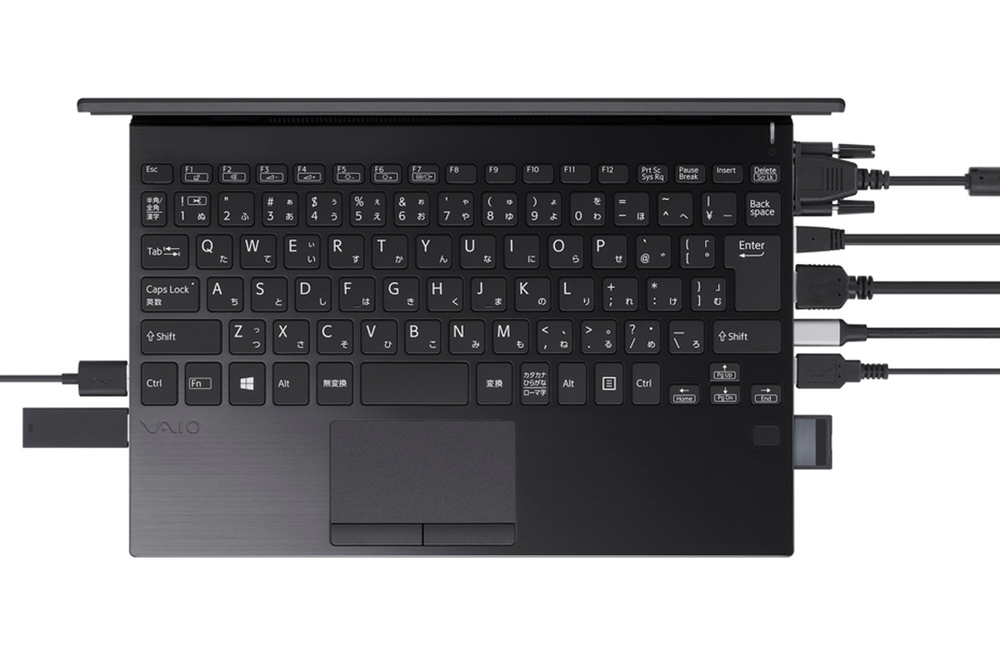 Esc F1 F2 F3 F4 F5 F6 F7 F8 F9 F10 F11 F12 Prt Sc Pause Insert Delete
Sys Rq Break Scr Lk
半角/ ! " # ぁ $ ぅ % ぇ & ぉ ' ゃ ( ゅ ) ょ を = ~ | Back
全角 space
漢字 1 ぬ 2 ふ 3 あ 4 う 5 え 6 お 7 や 8 ゆ 9 よ 0 わ - ほ ^ へ ¥ ー
Tab Q W E ぃ R T Y U I O P ` { 「 Enter
た て い す か ん な に ら せ @ ゛ [ ゜
Caps Lock A S D F G H J K L + * } 」
英数 ち と し は き く ま の り ; れ : け ] む
⇧ Shift Z っ X C V B N M < 、 > 。 ? ・ _ ⇧ Shift
つ さ そ ひ こ み も , ね . る / め \ ろ
Ctrl Fn Alt 無変換 変換 カタカナ Alt Ctrl ↑
ひらがな Pg Up
ローマ字 ← ↓ →
Home Pg Dn End
VAIO